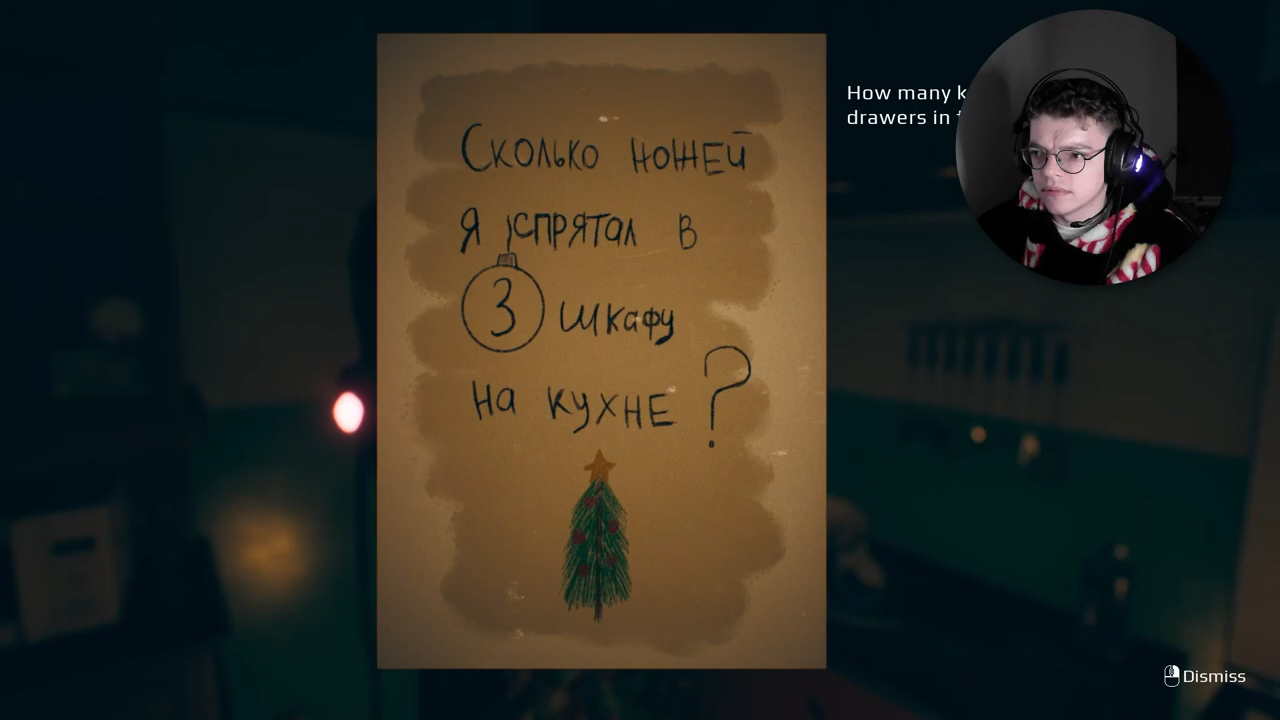 Сколько ножей
я спрятал в
3 шкафу
на кухне ?
How many
drawers in
Dismiss